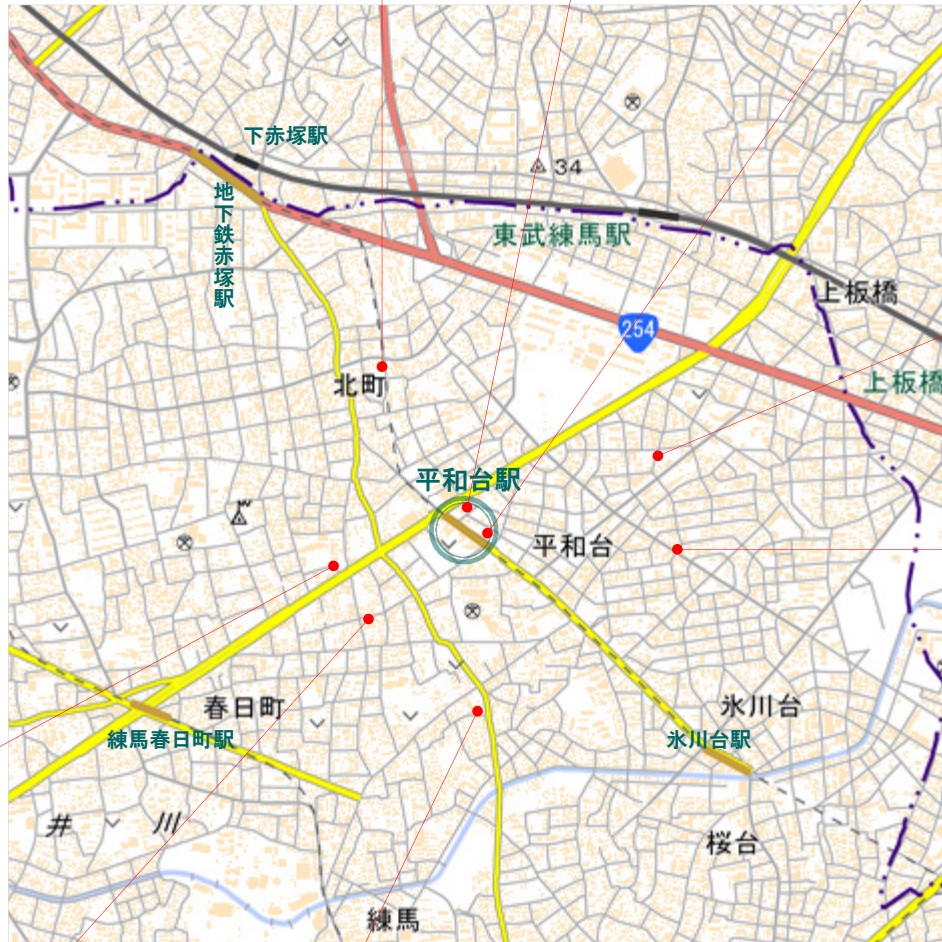 下赤塚駅
34
地下鉄赤塚駅
東武練馬駅
上板橋
254
北町
上板橋
平和台駅
平和台
春日町
氷川台
練馬春日町駅
氷川台駅
井
川
桜台
練馬